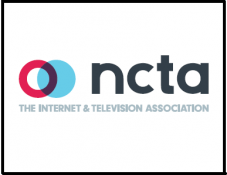 ncta
THE INTERNET & TELEVISION ASSOCIATION